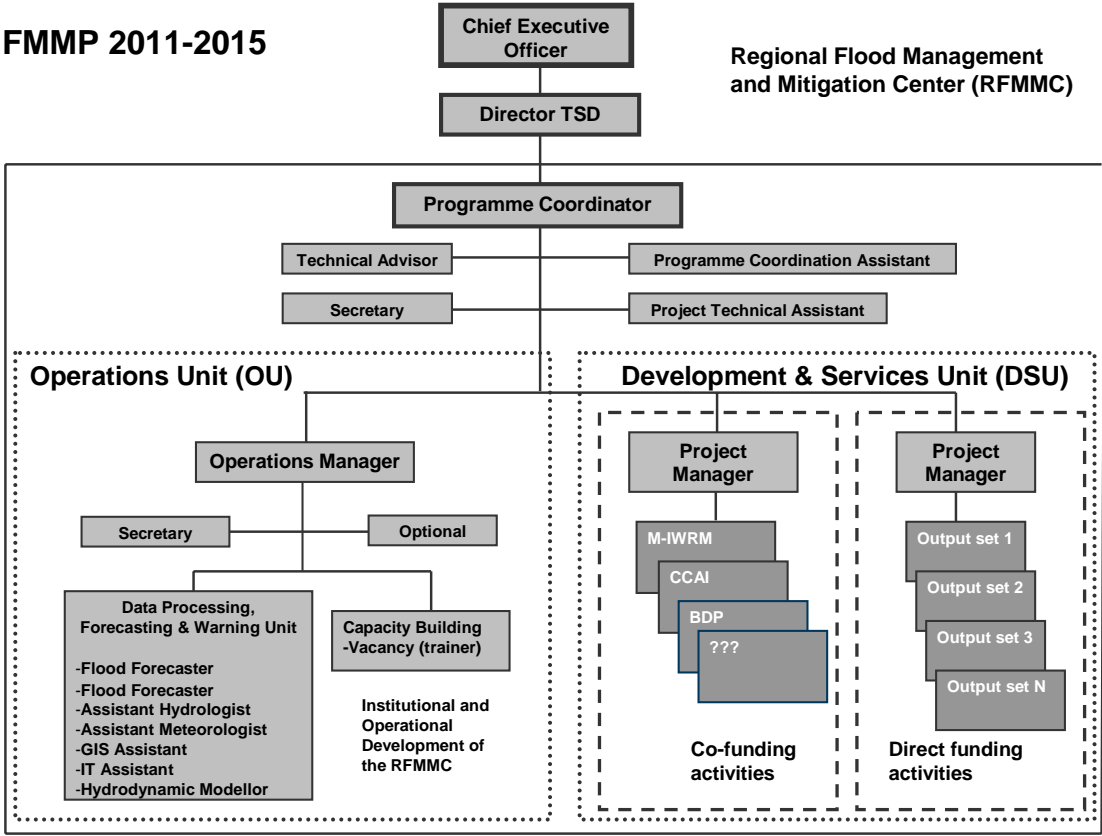 FMMP 2011-2015
Chief Executive
Officer
Regional Flood Management
and Mitigation Center (RFMMC)
Director TSD
Programme Coordinator
Technical Advisor
Programme Coordination Assistant
Secretary
Project Technical Assistant
Operations Unit (OU)
Operations Manager
Secretary
Optional
Data Processing,
Forecasting & Warning Unit
-Flood Forecaster
-Flood Forecaster
-Assistant Hydrologist
-Assistant Meteorologist
-GIS Assistant
-IT Assistant
-Hydrodynamic Modellor
Capacity Building
-Vacancy (trainer)
Institutional and
Operational
Development of
the RFMMC
Development & Services Unit (DSU)
Project
Manager
M-IWRM
CCAI
BDP
???
Co-funding
activities
Project
Manager
Output set 1
Output set 2
Output set 3
Output set N
Direct funding
activities